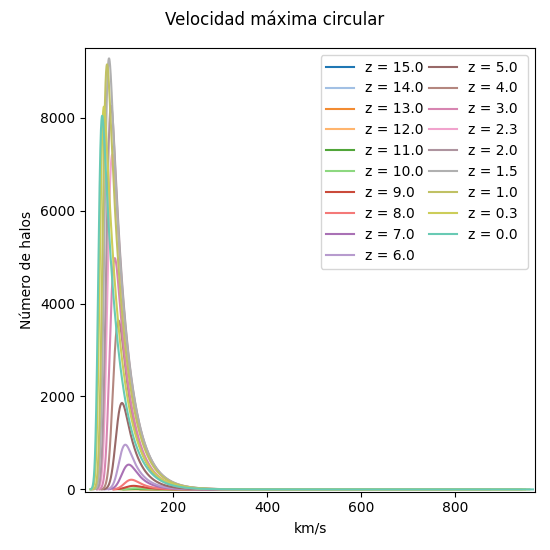 Velocidad máxima circular
Número de halos
8000
6000
4000
2000
0
200
400
600
800
km/s
z = 15.0
z = 14.0
z = 13.0
z = 12.0
z = 11.0
z = 10.0
z = 9.0
z = 8.0
z = 7.0
z = 6.0
z = 5.0
z = 4.0
z = 3.0
z = 2.3
z = 2.0
z = 1.5
z = 1.0
z = 0.3
z = 0.0